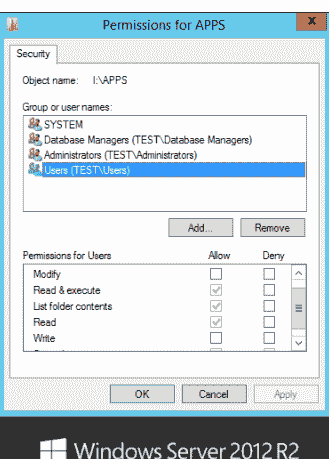 Permissions for APPS
x
Security
Object name: I:\APPS
Group or user names:
SYSTEM
Database Managers (TEST\Database Managers)
Administrators (TEST\Administrators)
Users (TEST\Users)
Add... Remove
Permissions for Users Allow Deny
Modify
Read & execute
List folder contents
Read
Write
OK Cancel Apply
Windows Server 2012 R2